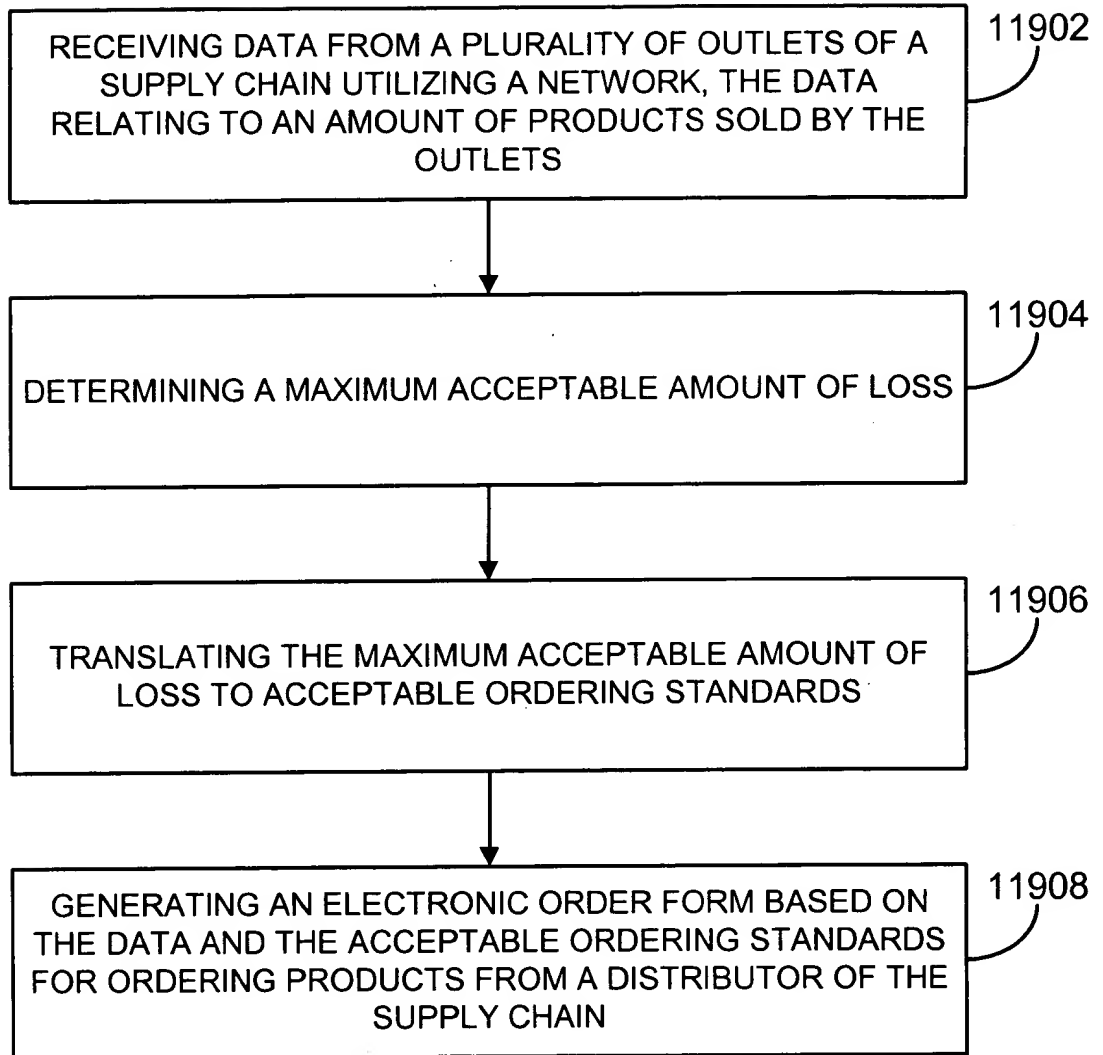 RECEIVING DATA FROM A PLURALITY OF OUTLETS OF A
SUPPLY CHAIN UTILIZING A NETWORK, THE DATA
RELATING TO AN AMOUNT OF PRODUCTS SOLD BY THE
OUTLETS
11902
DETERMINING A MAXIMUM ACCEPTABLE AMOUNT OF LOSS
11904
TRANSLATING THE MAXIMUM ACCEPTABLE AMOUNT OF
LOSS TO ACCEPTABLE ORDERING STANDARDS
11906
GENERATING AN ELECTRONIC ORDER FORM BASED ON
THE DATA AND THE ACCEPTABLE ORDERING STANDARDS
FOR ORDERING PRODUCTS FROM A DISTRIBUTOR OF THE
SUPPLY CHAIN
11908